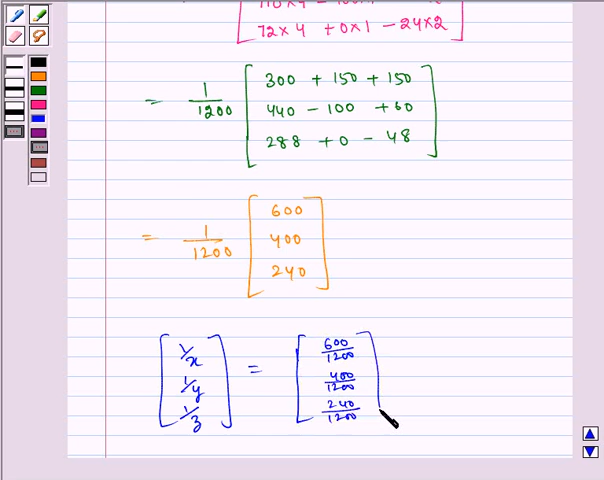 72×4 + 0×1 − 24×2
= 1/1200 [ 300 + 150 + 150
440 − 100 + 60
288 + 0 − 48 ]
= 1/1200 [ 600
400
240 ]
[ 1/x
1/y
1/z ] = [ 600/1200
400/1200
240/1200 ]